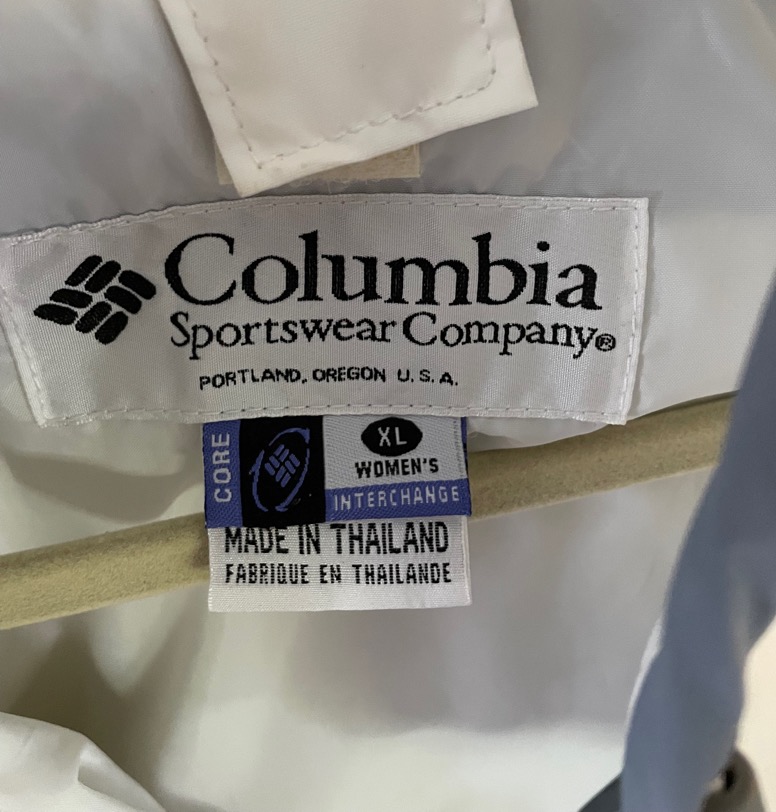 Columbia
Sportswear Company®
PORTLAND, OREGON U.S.A.
CORE
XL
WOMEN'S
INTERCHANGE
MADE IN THAILAND
FABRIQUE EN THAILANDE